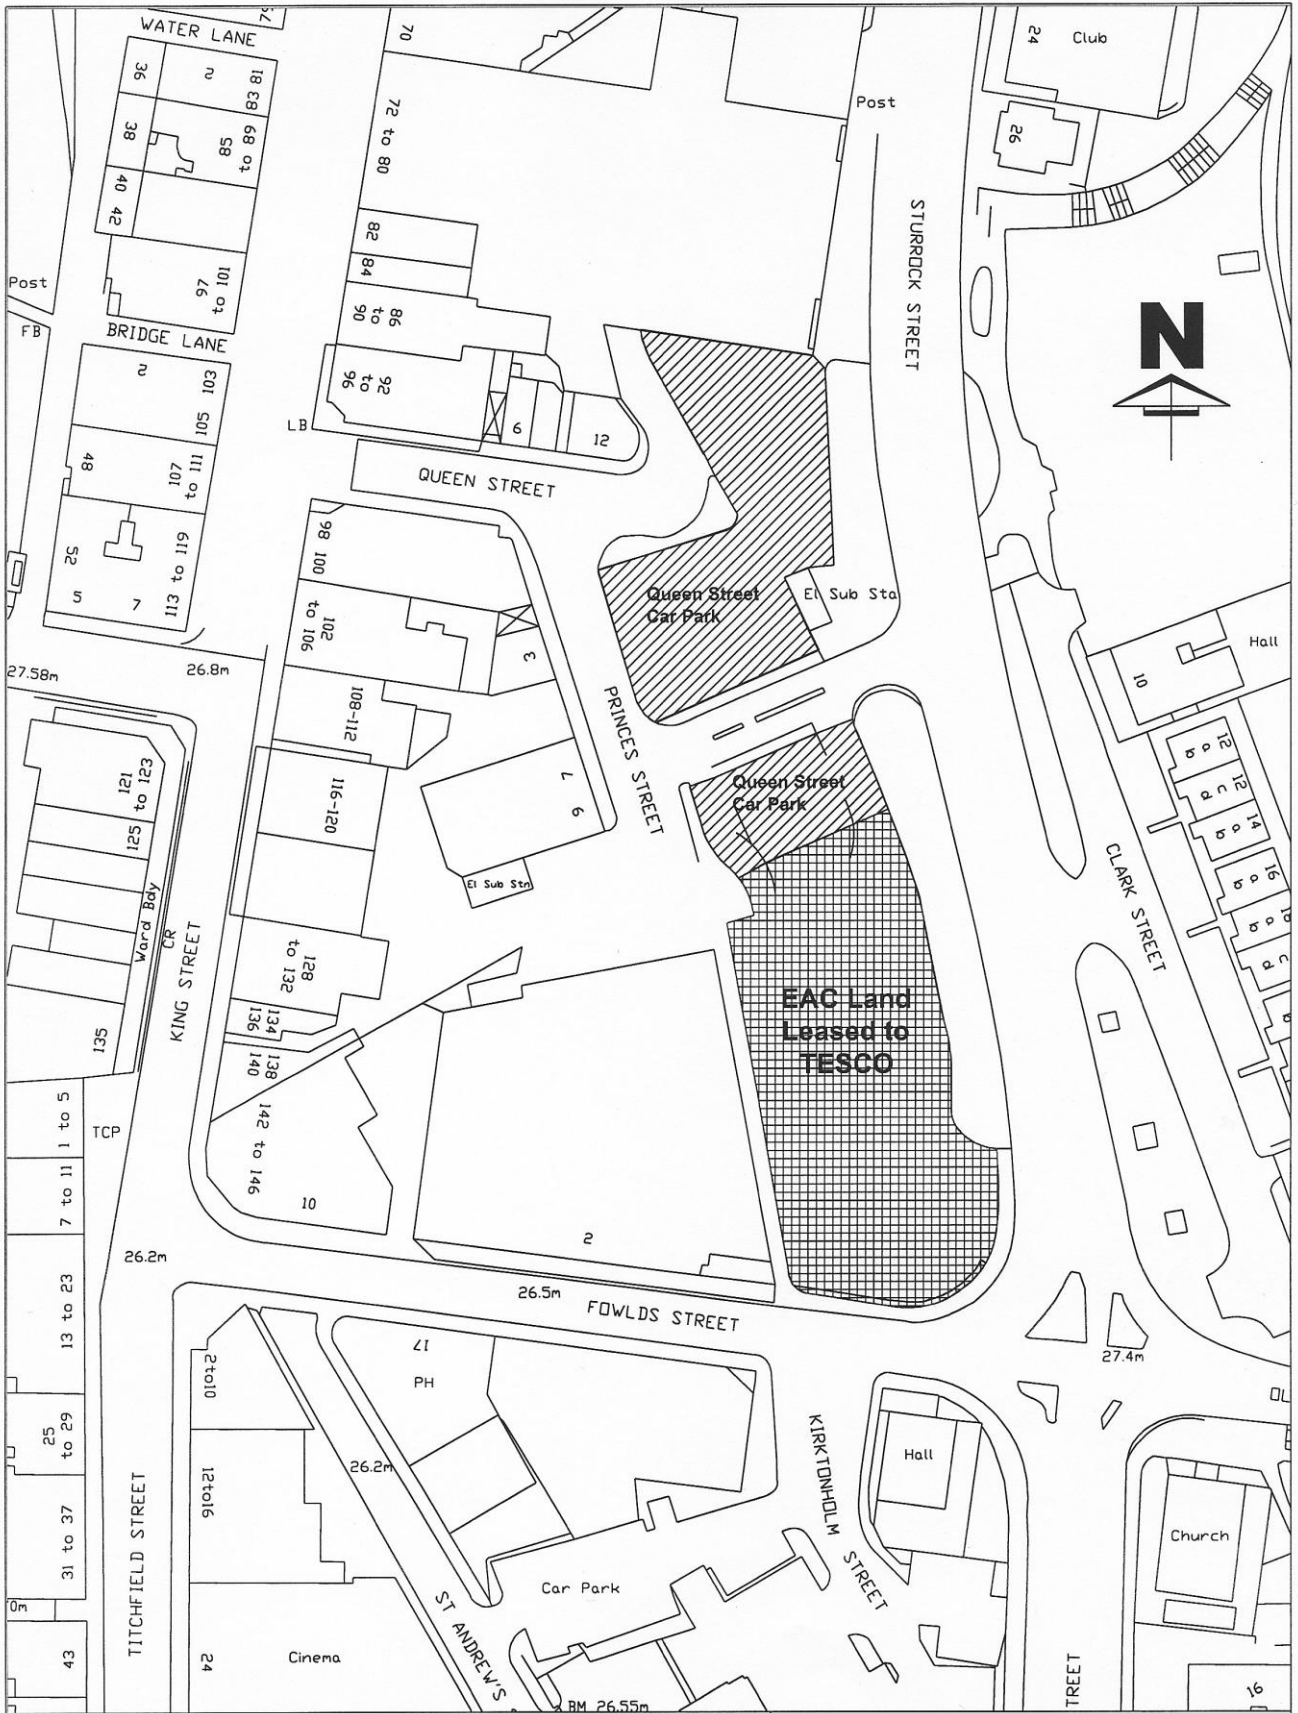 WATER LANE
70
24
Club
36
2
81
83
38
85
to 89
72 to 80
Post
26
40
42
82
STURROCK STREET
84
97
to 101
Post
86
to
90
N
FB
BRIDGE LANE
92
to
96
2
103
105
LB
6
12
QUEEN STREET
48
107
to 111
98
100
52
5
7
113 to 119
Queen Street
Car Park
El Sub Sta
102
to 106
3
Hall
27.58m
26.8m
10
108-112
PRINCES STREET
12
a
b
121
to 123
7
9
Queen Street
Car Park
12
c
d
116-120
125
14
a
b
El Sub Stn
CLARK STREET
16
a
b
Ward Bdy
CR
KING STREET
128
to 132
a
b
c
d
EAC Land
Leased to
TESCO
134
136
135
138
140
1 to 5
TCP
142 to 146
7 to 11
10
2
26.2m
26.5m
FOWLDS STREET
13 to 23
17
PH
27.4m
2to10
25
to 29
KIRKTONHOLM STREET
Hall
26.2m
12to16
TITCHFIELD STREET
31 to 37
Church
Car Park
0m
ST ANDREW'S
43
24
Cinema
TREET
16
BM 26.55m